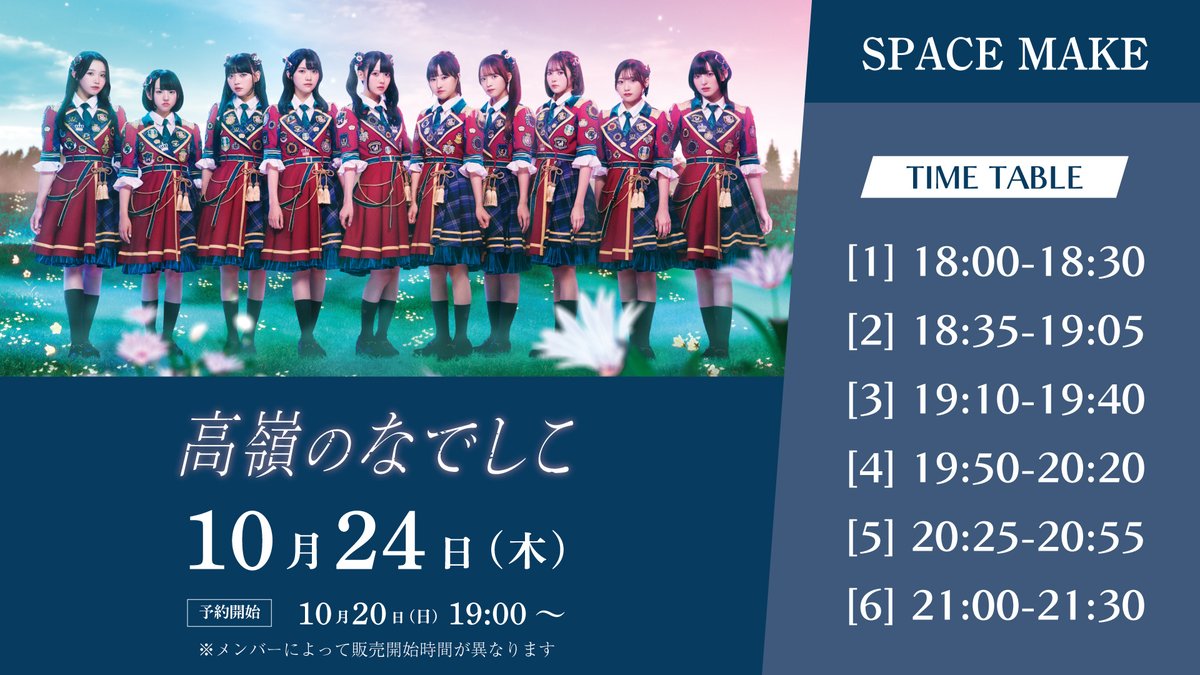 高嶺のなでしこ
10月24日（木）
予約開始 10月20日（日）19:00～
※メンバーによって販売開始時間が異なります
SPACE MAKE
TIME TABLE
[1] 18:00-18:30
[2] 18:35-19:05
[3] 19:10-19:40
[4] 19:50-20:20
[5] 20:25-20:55
[6] 21:00-21:30